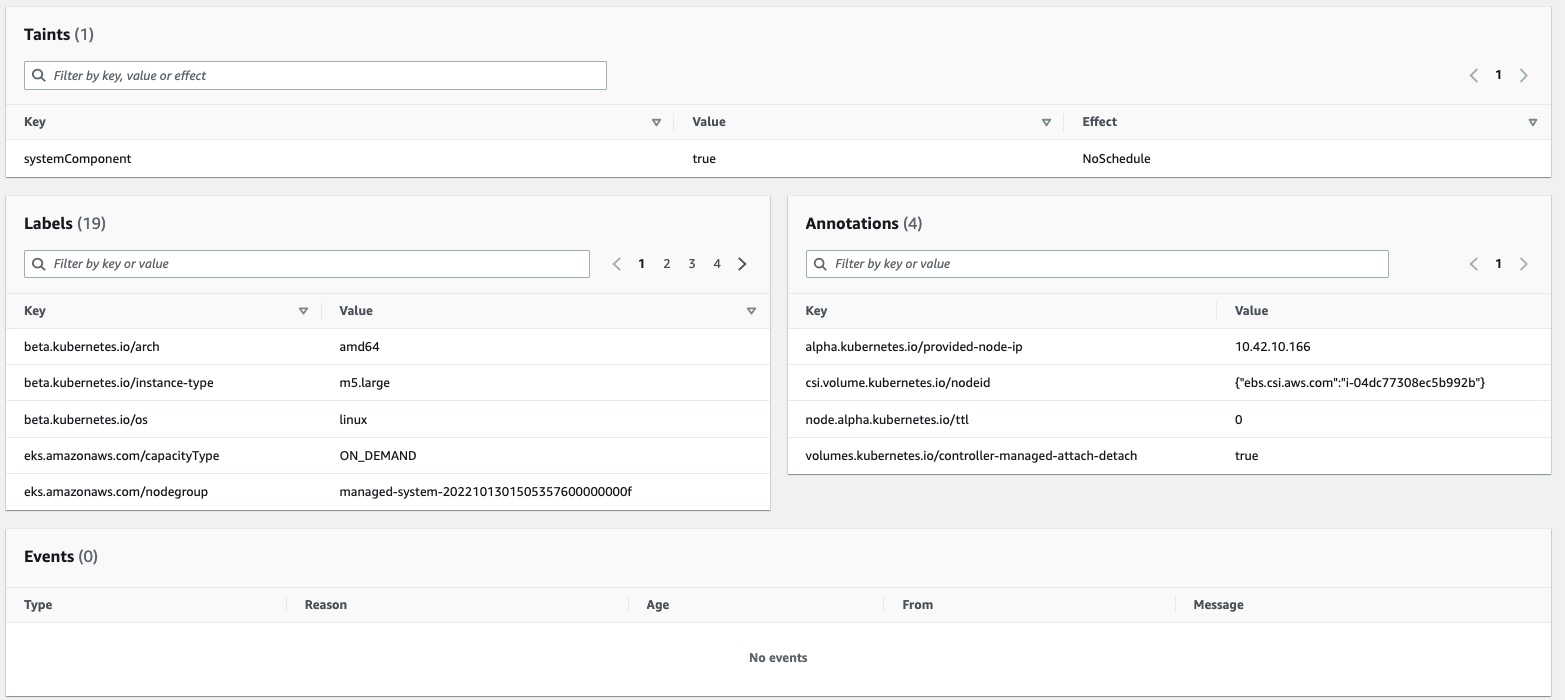 Taints (1)
Filter by key, value or effect
1
Key Value Effect
systemComponent true NoSchedule
Labels (19)
Filter by key or value
1 2 3 4
Key Value
beta.kubernetes.io/arch amd64
beta.kubernetes.io/instance-type m5.large
beta.kubernetes.io/os linux
eks.amazonaws.com/capacityType ON_DEMAND
eks.amazonaws.com/nodegroup managed-system-20221013015053576000000000f
Annotations (4)
Filter by key or value
1
Key Value
alpha.kubernetes.io/provided-node-ip 10.42.10.166
csi.volume.kubernetes.io/nodeid {"ebs.csi.aws.com":"i-04dc77308ec5b992b"}
node.alpha.kubernetes.io/ttl 0
volumes.kubernetes.io/controller-managed-attach-detach true
Events (0)
Type Reason Age From Message
No events